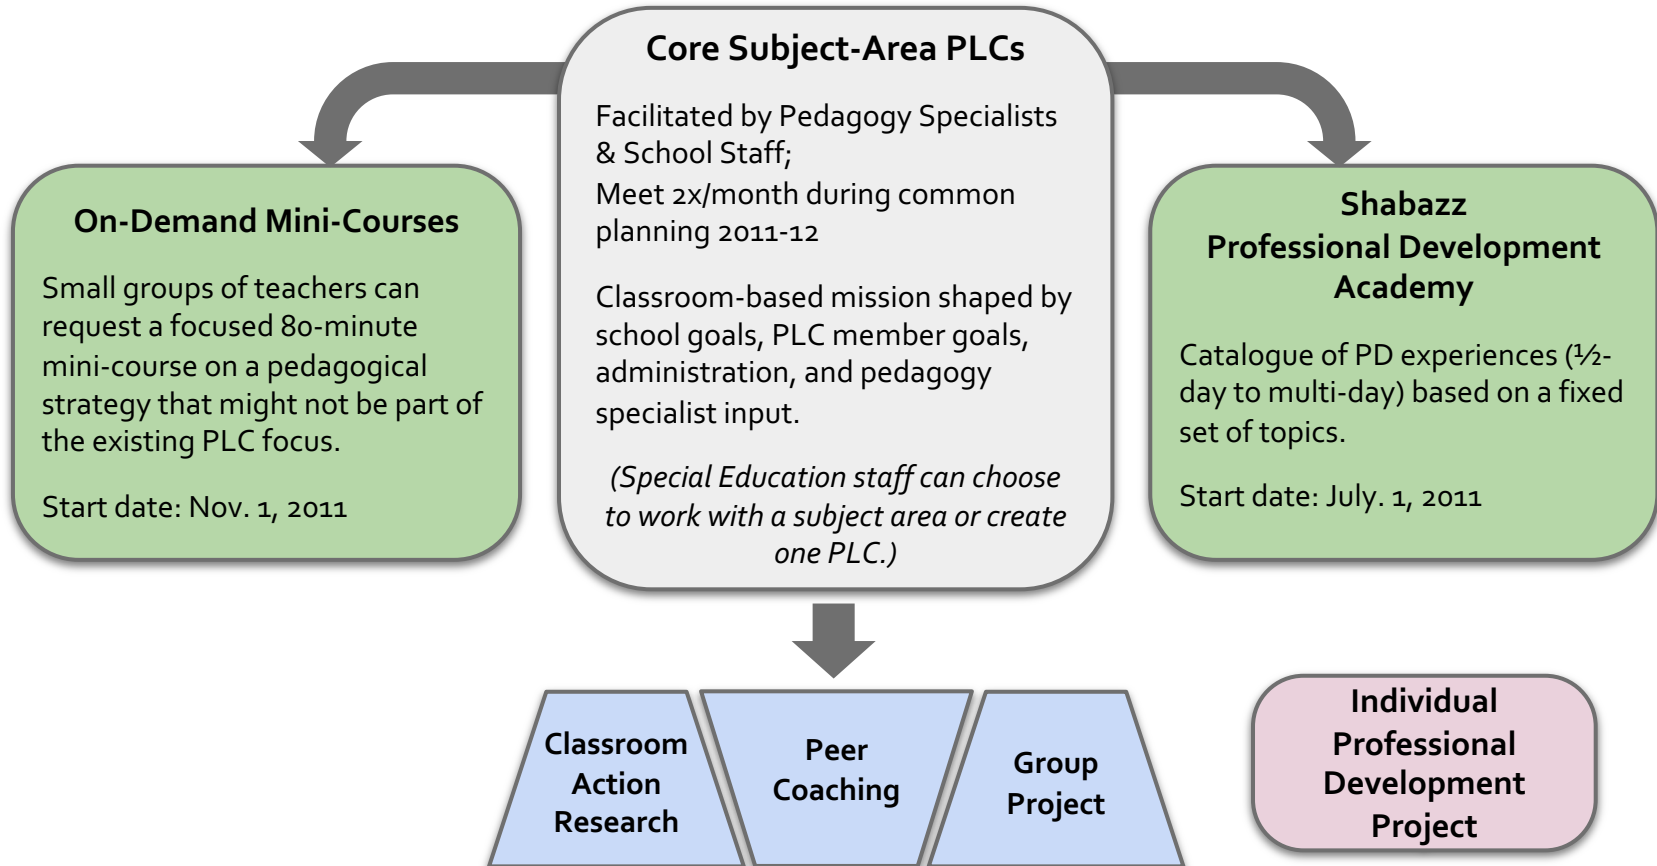 Core Subject-Area PLCs
Facilitated by Pedagogy Specialists
& School Staff;
Meet 2x/month during common
planning 2011-12
Classroom-based mission shaped by
school goals, PLC member goals,
administration, and pedagogy
specialist input.
(Special Education staff can choose
to work with a subject area or create
one PLC.)
On-Demand Mini-Courses
Small groups of teachers can
request a focused 80-minute
mini-course on a pedagogical
strategy that might not be part of
the existing PLC focus.
Start date: Nov. 1, 2011
Shabazz
Professional Development
Academy
Catalogue of PD experiences (½-
day to multi-day) based on a fixed
set of topics.
Start date: July. 1, 2011
Classroom
Action
Research
Peer
Coaching
Group
Project
Individual
Professional
Development
Project